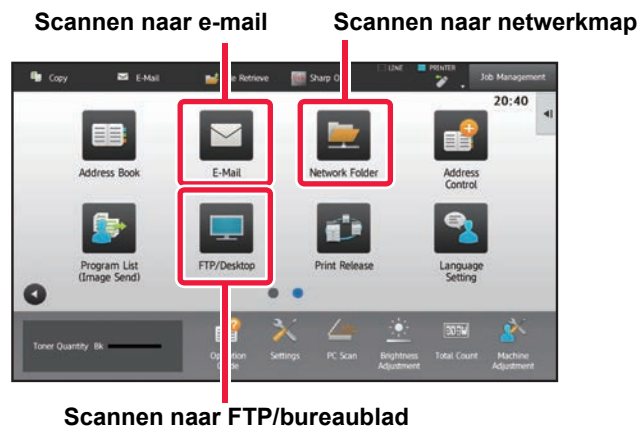 Scannen naar e-mail Scannen naar netwerkmap
Copy E-Mail Retrieve Sharp LINE PRINTER Job Management
20:40
Address Book E-Mail Network Folder Address
Control
Program List FTP/Desktop Print Release Language
(Image Send) Setting
Toner Quantity Bk Settings PC Scan Brightness Total Count Machine
Adjustment Adjustment
Scannen naar FTP/bureaublad